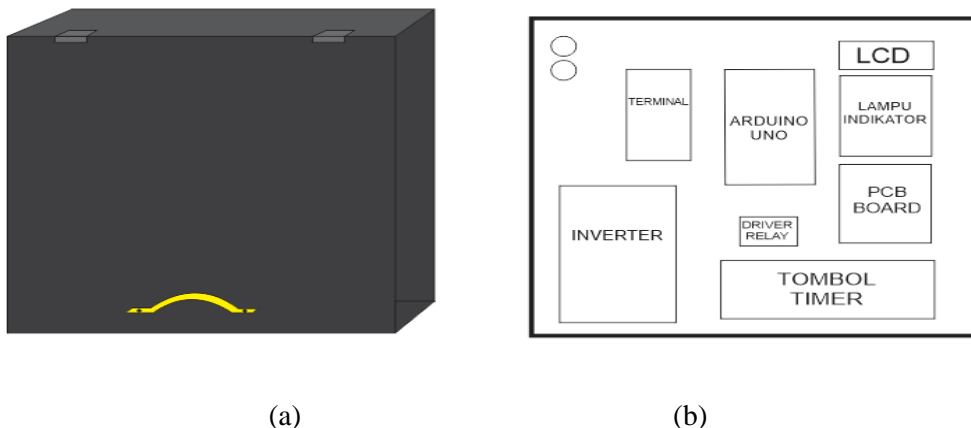 LCD
TERMINAL
ARDUINO
UNO
LAMPU
INDIKATOR
PCB
BOARD
INVERTER
DRIVER
RELAY
TOMBOL
TIMER
(a)
(b)